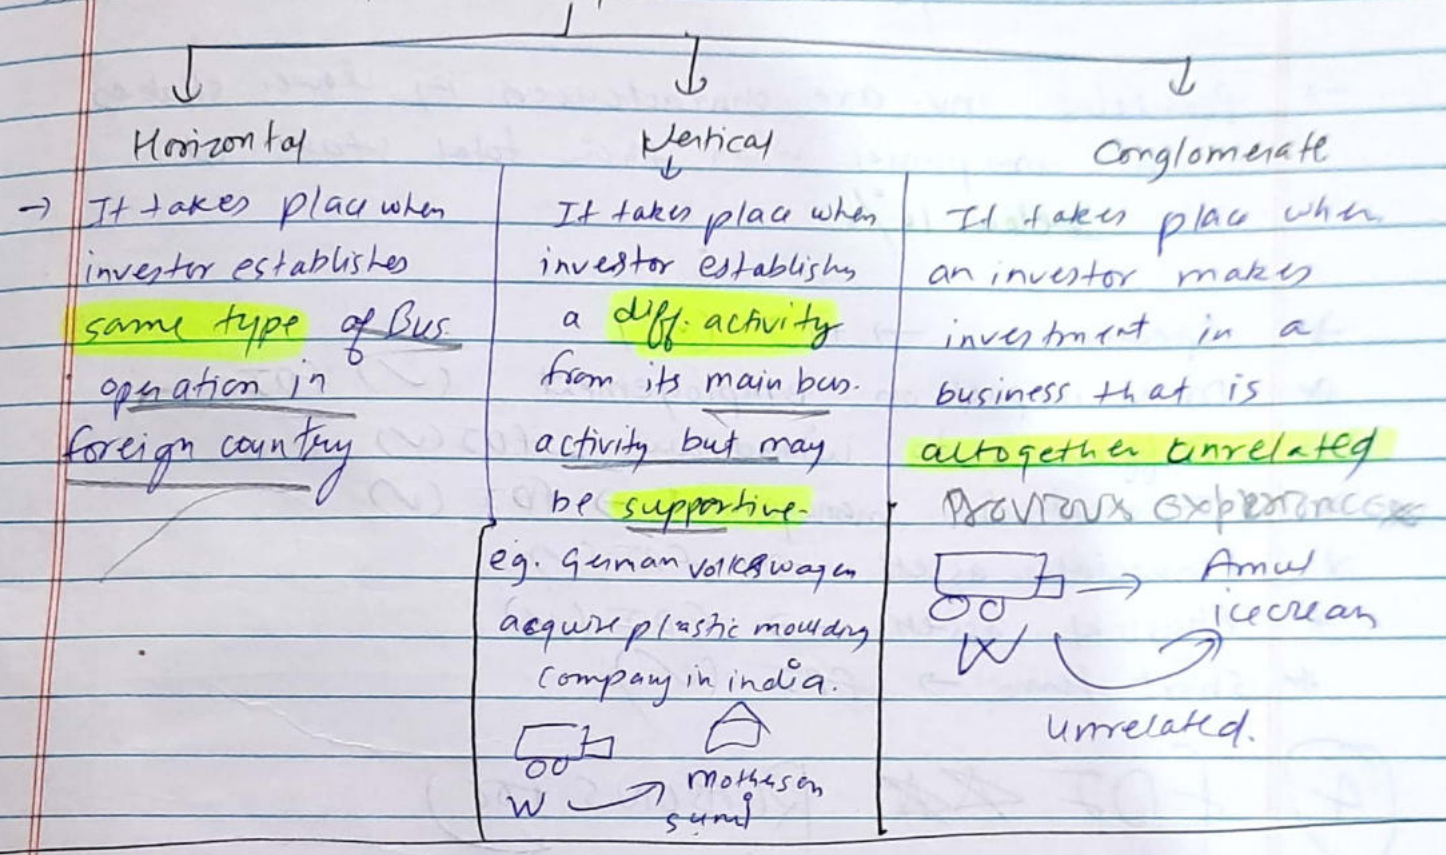 Horizontal
Vertical
Conglomerate
→ It takes place when
investor establishes
same type of Bus.
operation in
foreign country
It takes place when
investor establishes
a diff. activity
from its main bus.
activity but may
be supportive.
eg. German volkswagen
acquire plastic moulding
company in india.
W
Motherson
sumi
It takes place when
an investor makes
investment in a
business that is
altogether unrelated
Previous experience
Amul
icecream
W
unrelated.